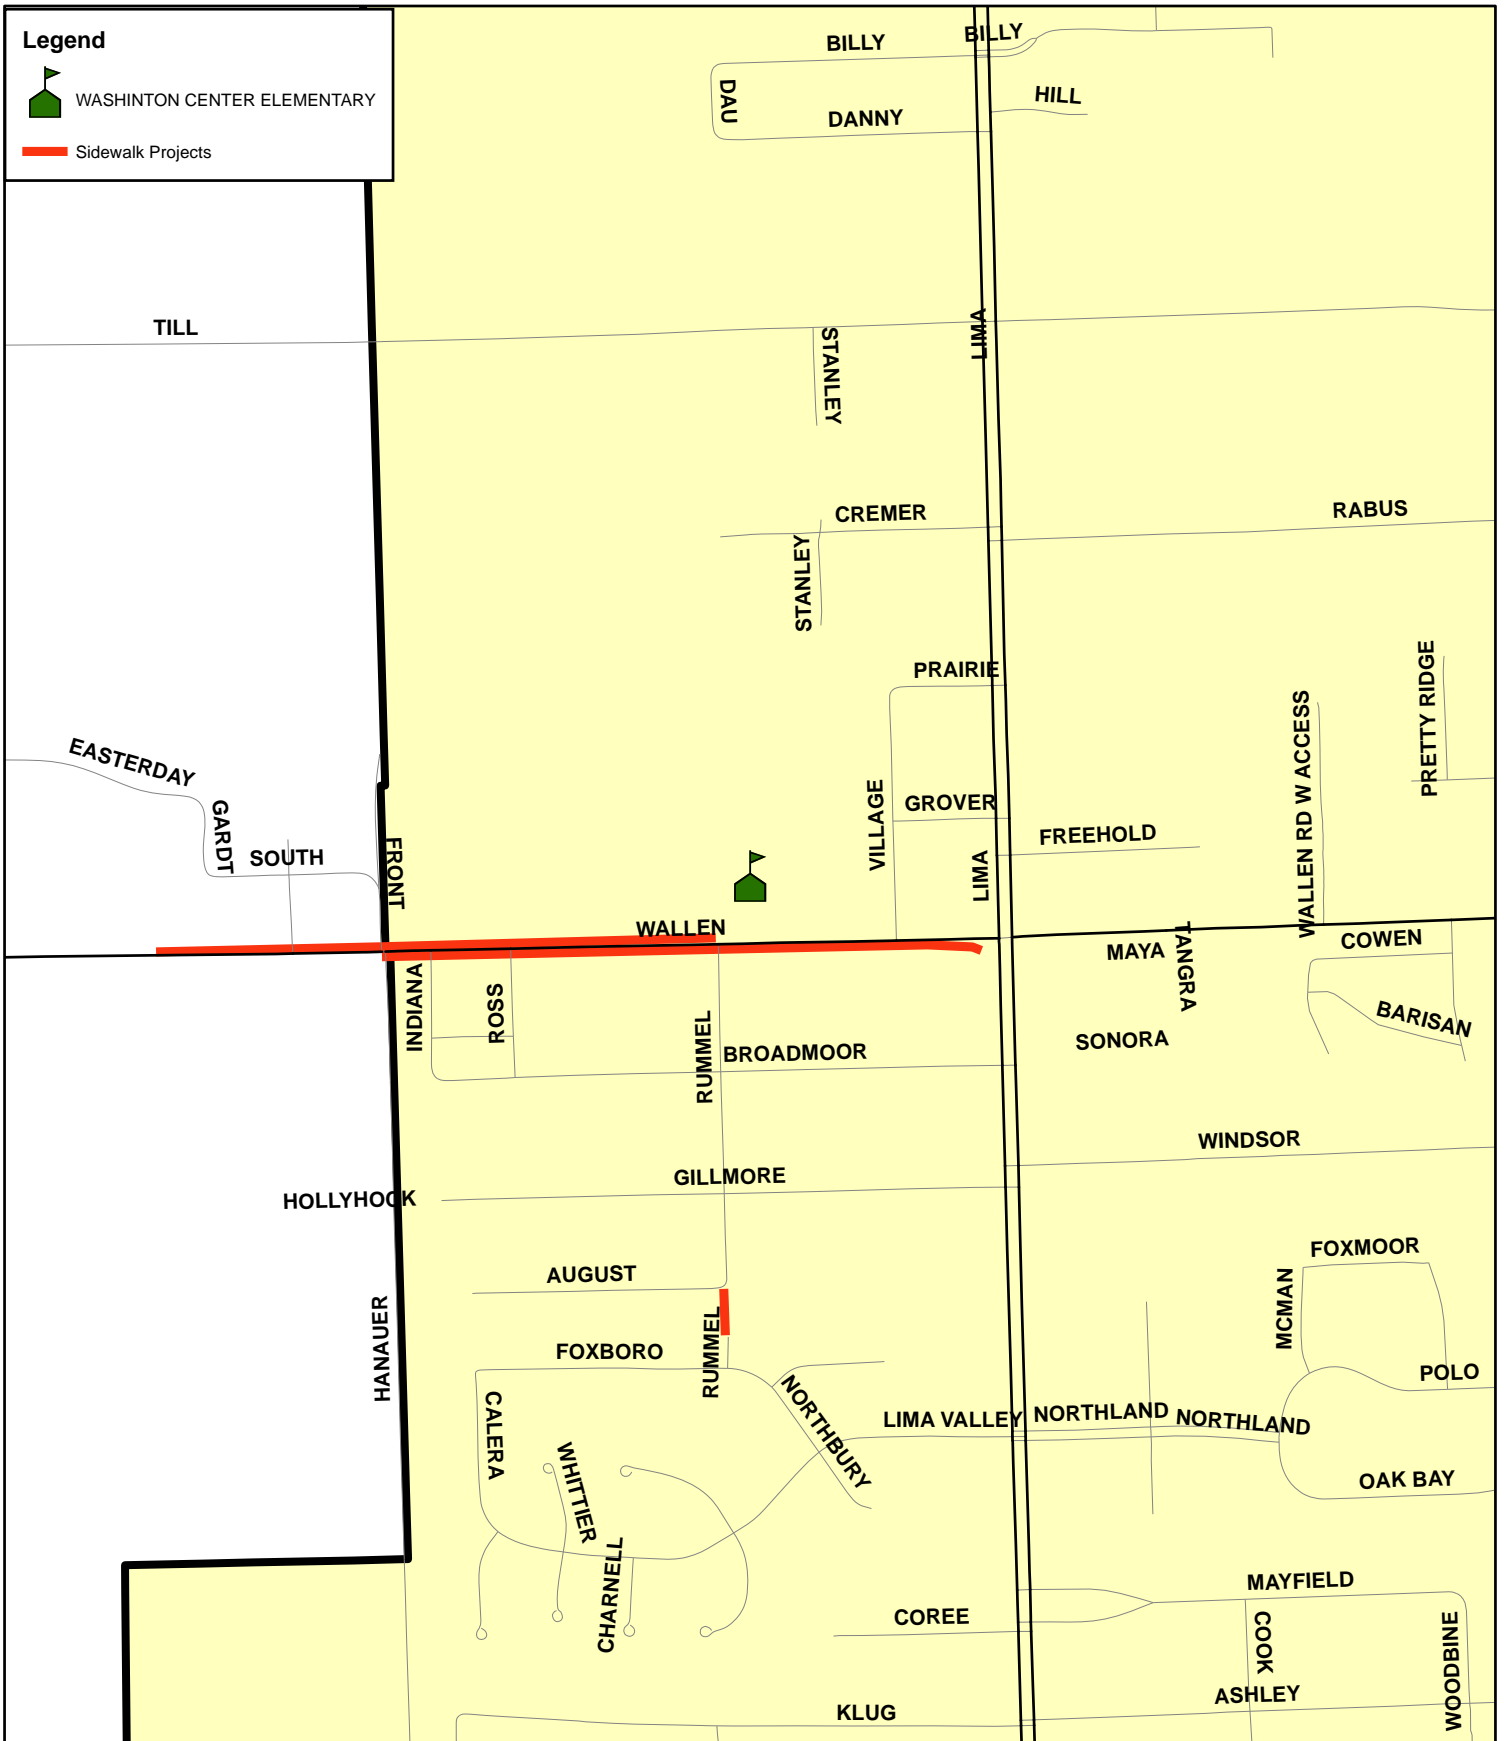 Legend
WASHINTON CENTER ELEMENTARY
Sidewalk Projects
BILLY
BILLY
DAU
DANNY
HILL
TILL
STANLEY
LIMA
CREMER
RABUS
STANLEY
PRAIRIE
PRETTY RIDGE
WALLEN RD W ACCESS
EASTERDAY
GARDT
SOUTH
FRONT
VILLAGE
GROVER
LIMA
FREEHOLD
WALLEN
MAYA
TANGRA
COWEN
INDIANA
ROSS
RUMMEL
BROADMOOR
SONORA
BARISAN
WINDSOR
GILLMORE
HOLLYHOCK
AUGUST
FOXMOOR
MCMAN
HANAUER
FOXBORO
RUMMEL
POLO
CALERA
NORTHBURY
LIMA VALLEY
NORTHLAND
NORTHLAND
WHITTIER
OAK BAY
CHARNELL
MAYFIELD
COREE
COOK
WOODBINE
ASHLEY
KLUG